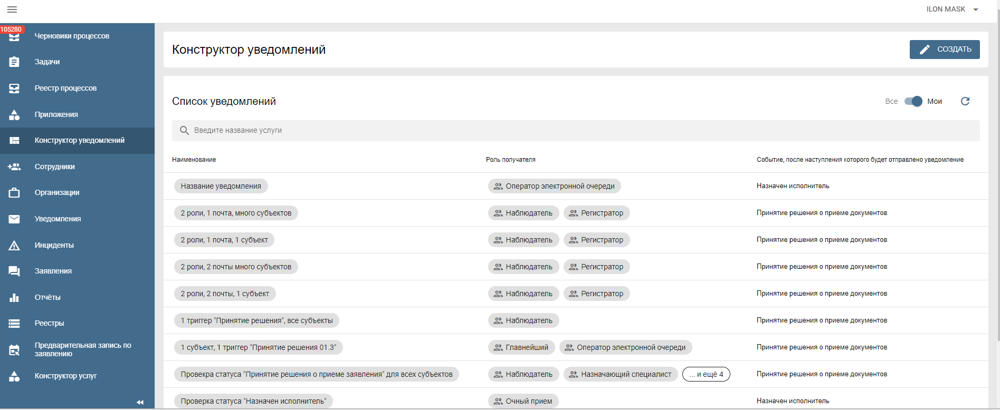 ILON MASK
105280
Черновики процессов
Задачи
Реестр процессов
Приложения
Конструктор уведомлений
Сотрудники
Организации
Уведомления
Инциденты
Заявления
Отчёты
Реестры
Предварительная запись по
заявлению
Конструктор услуг
Конструктор уведомлений
СОЗДАТЬ
Список уведомлений
Все Мои
Введите название услуги
Наименование Роль получателя Событие, после наступления которого будет отправлено уведомление
Название уведомления Оператор электронной очереди Назначен исполнитель
2 роли, 1 почта, много субъектов Наблюдатель Регистратор Принятие решения о приеме документов
2 роли, 1 почта, 1 субъект Наблюдатель Регистратор Принятие решения о приеме документов
2 роли, 2 почты много субъектов Наблюдатель Регистратор Принятие решения о приеме документов
2 роли, 2 почты, 1 субъект Наблюдатель Регистратор Принятие решения о приеме документов
1 триггер "Принятие решения", все субъекты Наблюдатель Принятие решения о приеме документов
1 субъект, 1 триггер "Принятие решения 01.3" Главнейший Оператор электронной очереди Принятие решения о приеме документов
Провекра статуса "Принятие решения о приеме заявления" для всех субъектов Наблюдатель Назначающий специалист ... и ещё 4 Принятие решения о приеме документов
Проверка статуса "Назначен исполнитель" Очный прием Назначен исполнитель